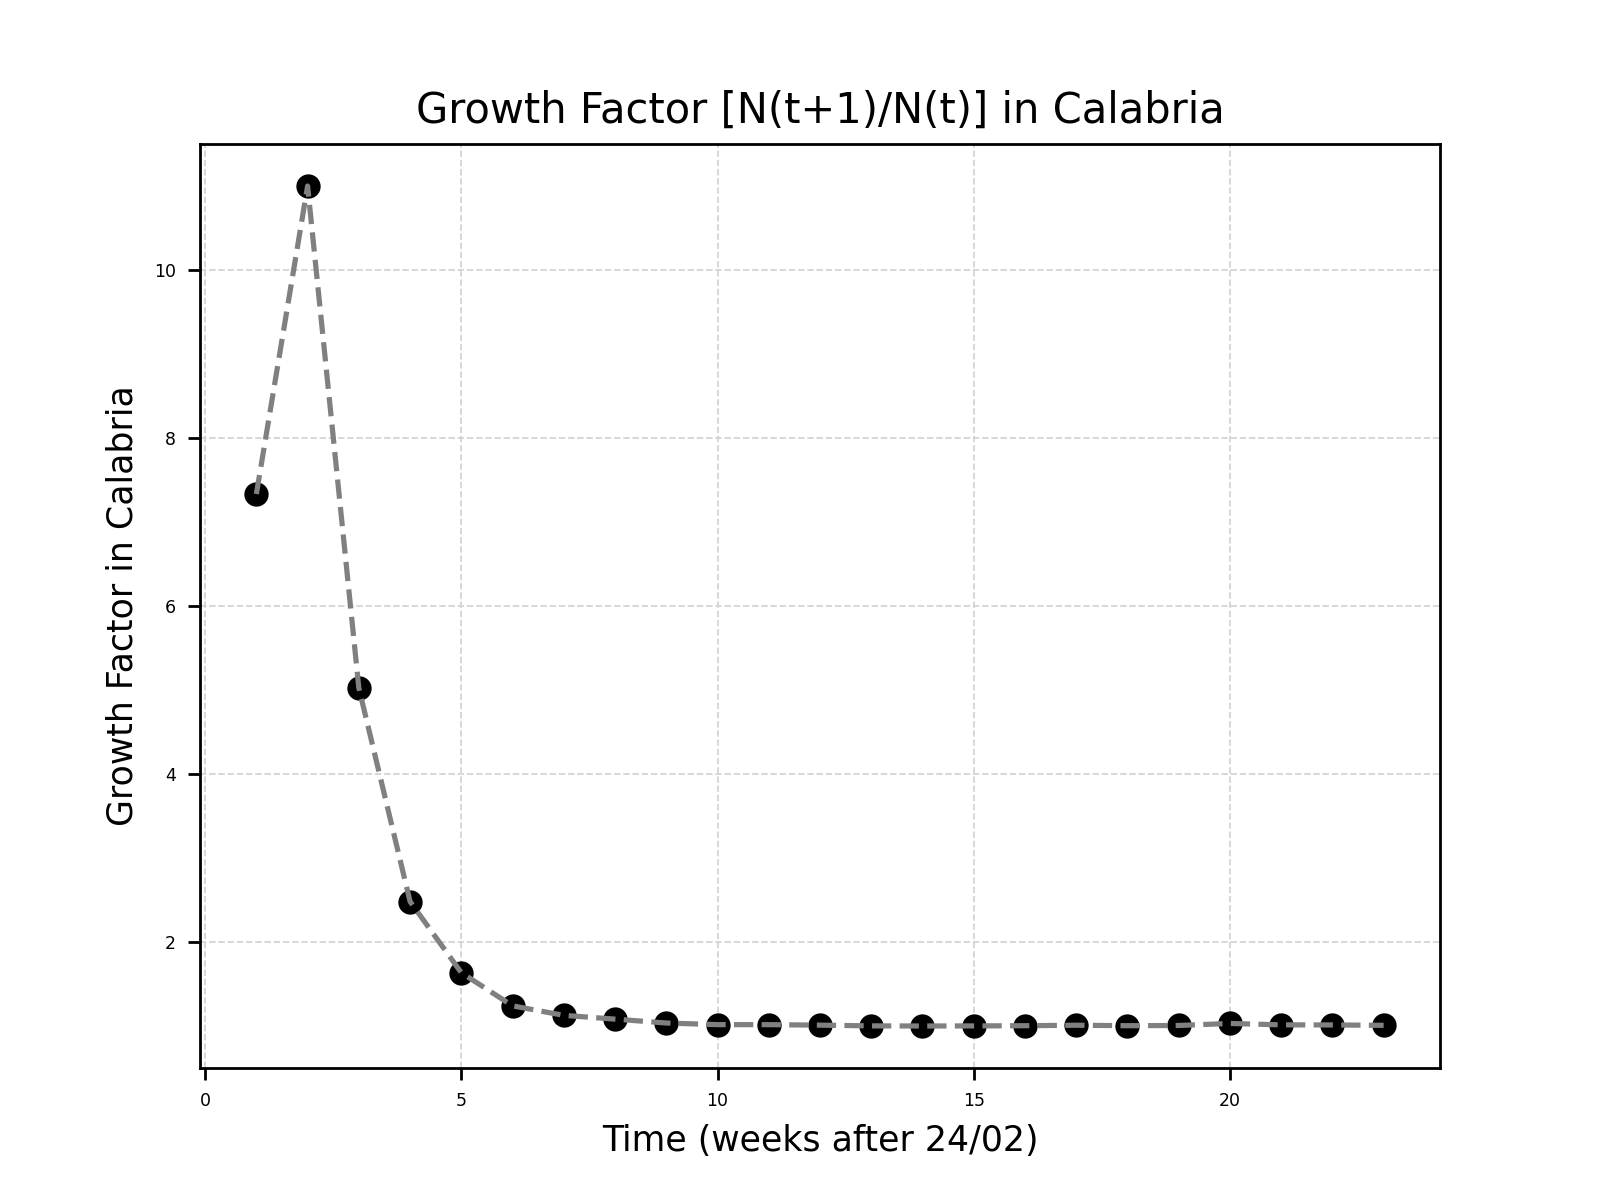 Growth Factor [N(t+1)/N(t)] in Calabria
Growth Factor in Calabria
10
8
6
4
2
0 5 10 15 20
Time (weeks after 24/02)